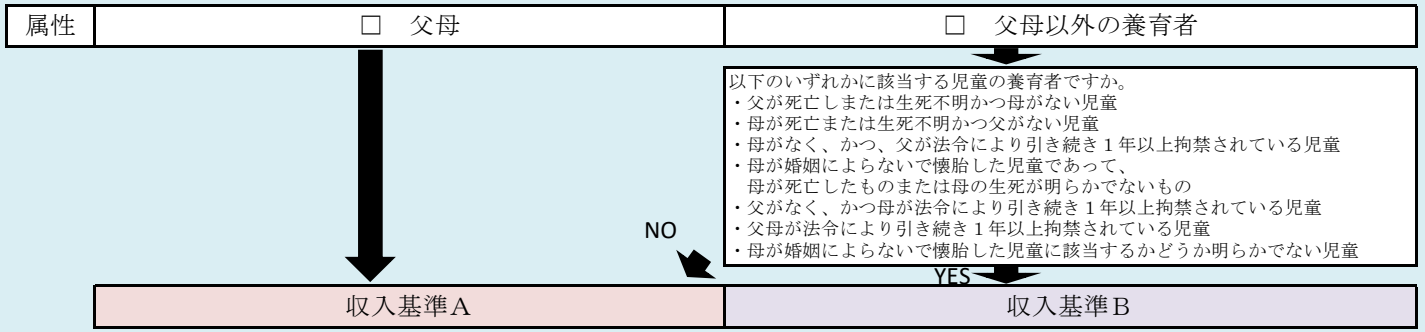 属性
□ 父母
□ 父母以外の養育者
以下のいずれかに該当する児童の養育者ですか。
・父が死亡しまたは生死不明かつ母がない児童
・母が死亡または生死不明かつ父がない児童
・母がなく、かつ、父が法令により引き続き１年以上拘禁されている児童
・母が婚姻によらないで懐胎した児童であって、
母が死亡したものまたは母の生死が明らかでないもの
・父がなく、かつ母が法令により引き続き１年以上拘禁されている児童
・父母が法令により引き続き１年以上拘禁されている児童
・母が婚姻によらないで懐胎した児童に該当するかどうか明らかでない児童
NO
YES
収入基準Ａ
収入基準Ｂ